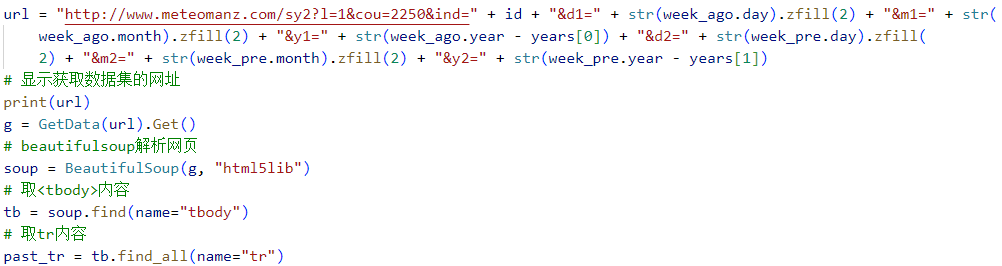 url = "http://www.meteomanz.com/sy2?l=1&cou=2250&ind=" + id + "&d1=" + str(week_ago.day).zfill(2) + "&m1=" + str(
week_ago.month).zfill(2) + "&y1=" + str(week_ago.year - years[0]) + "&d2=" + str(week_pre.day).zfill(
2) + "&m2=" + str(week_pre.month).zfill(2) + "&y2=" + str(week_pre.year - years[1])
# 显示获取数据集的网址
print(url)
g = GetData(url).Get()
# beautifulsoup解析网页
soup = BeautifulSoup(g, "html5lib")
# 取<tbody>内容
tb = soup.find(name="tbody")
# 取tr内容
past_tr = tb.find_all(name="tr")